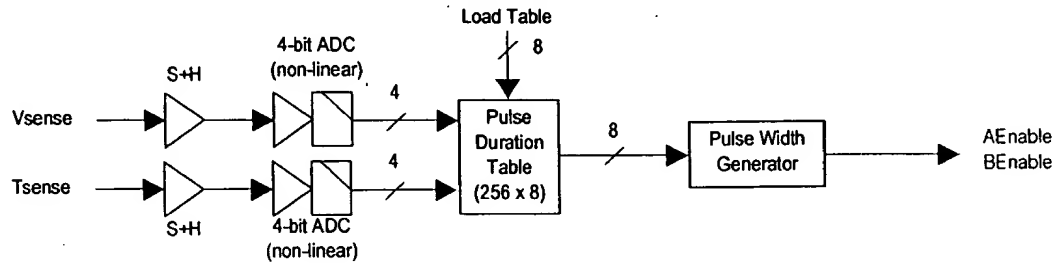 Load Table
8
4-bit ADC
(non-linear)
S+H
4
Vsense
Pulse
Duration
Table
(256 x 8)
8
Pulse Width
Generator
AEnable
BEnable
Tsense
4
S+H
4-bit ADC
(non-linear)